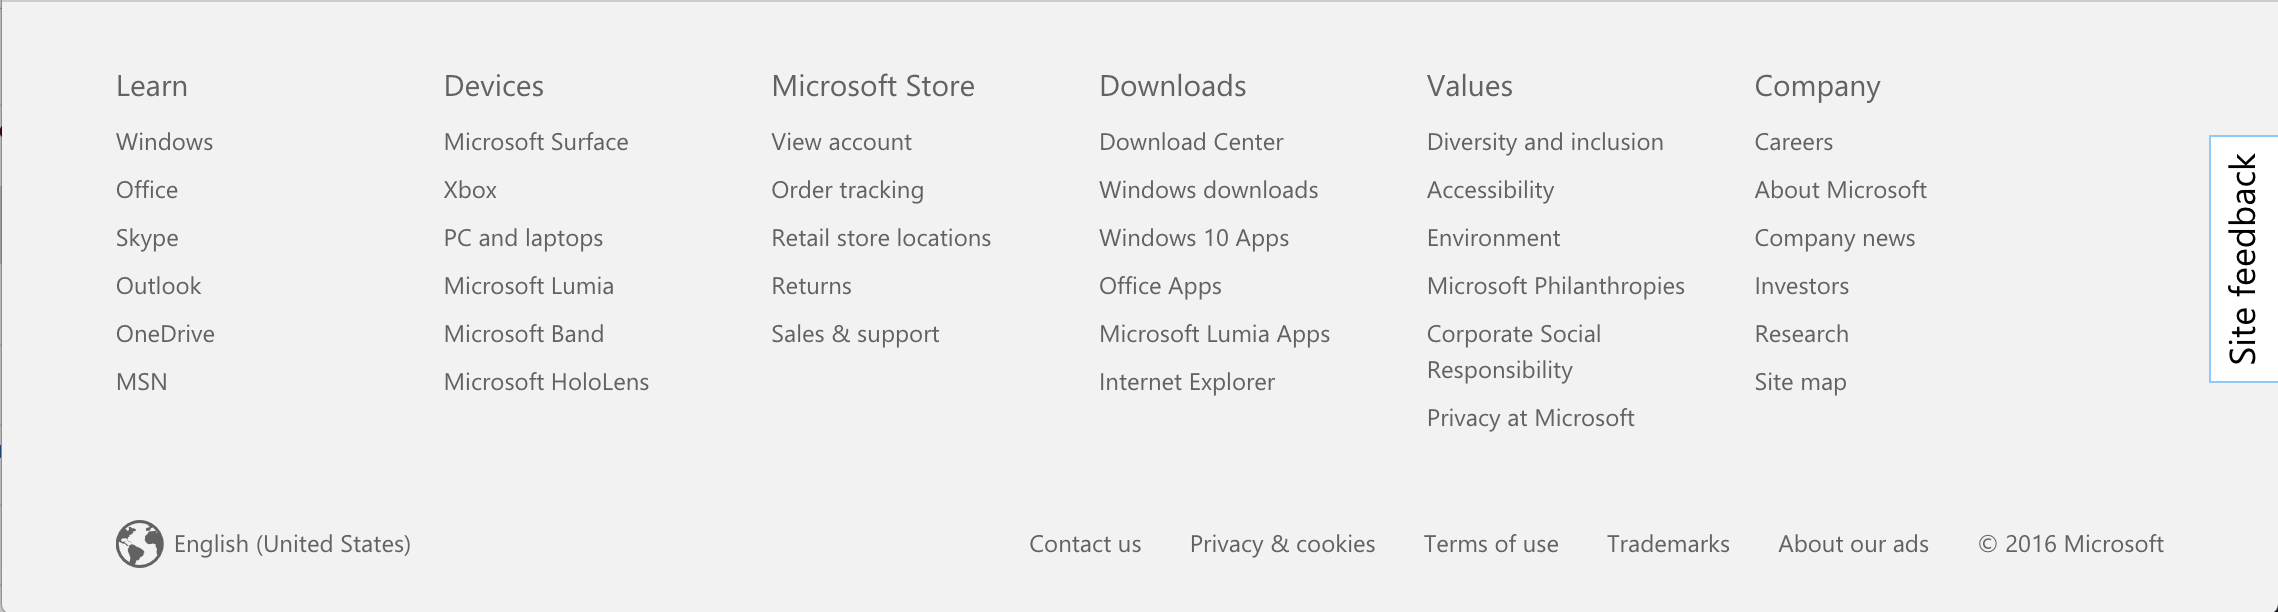 Learn
Windows
Office
Skype
Outlook
OneDrive
MSN
Devices
Microsoft Surface
Xbox
PC and laptops
Microsoft Lumia
Microsoft Band
Microsoft HoloLens
Microsoft Store
View account
Order tracking
Retail store locations
Returns
Sales & support
Downloads
Download Center
Windows downloads
Windows 10 Apps
Office Apps
Microsoft Lumia Apps
Internet Explorer
Values
Diversity and inclusion
Accessibility
Environment
Microsoft Philanthropies
Corporate Social
Responsibility
Privacy at Microsoft
Company
Careers
About Microsoft
Company news
Investors
Research
Site map
Site feedback
English (United States)
Contact us
Privacy & cookies
Terms of use
Trademarks
About our ads
© 2016 Microsoft